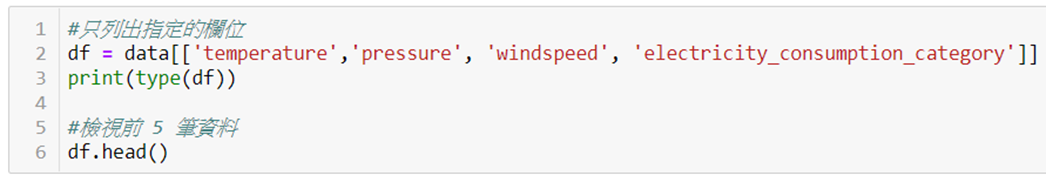 1 #只列出指定的欄位
2 df = data[['temperature','pressure', 'windspeed', 'electricity_consumption_category']]
3 print(type(df))
4
5 #檢視前 5 筆資料
6 df.head()